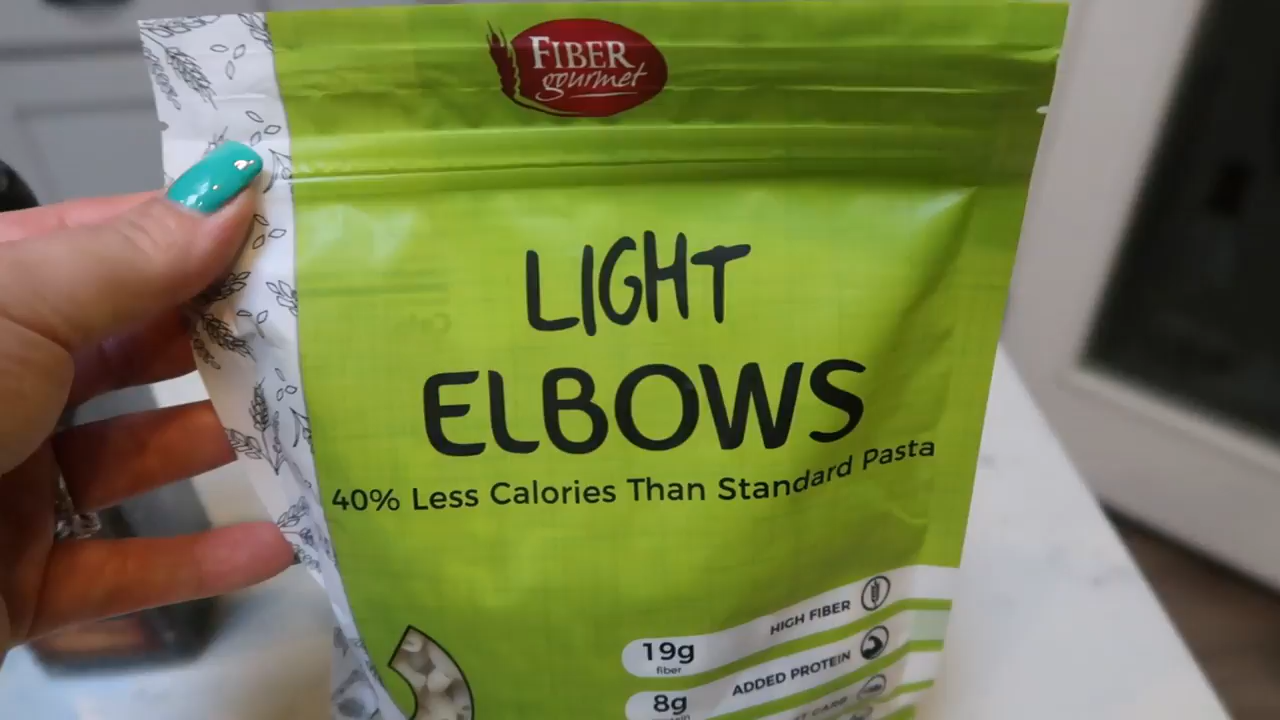 FIBER
gourmet
LIGHT
ELBOWS
40% Less Calories Than Standard Pasta
HIGH FIBER
19g
fiber
ADDED PROTEIN
8g